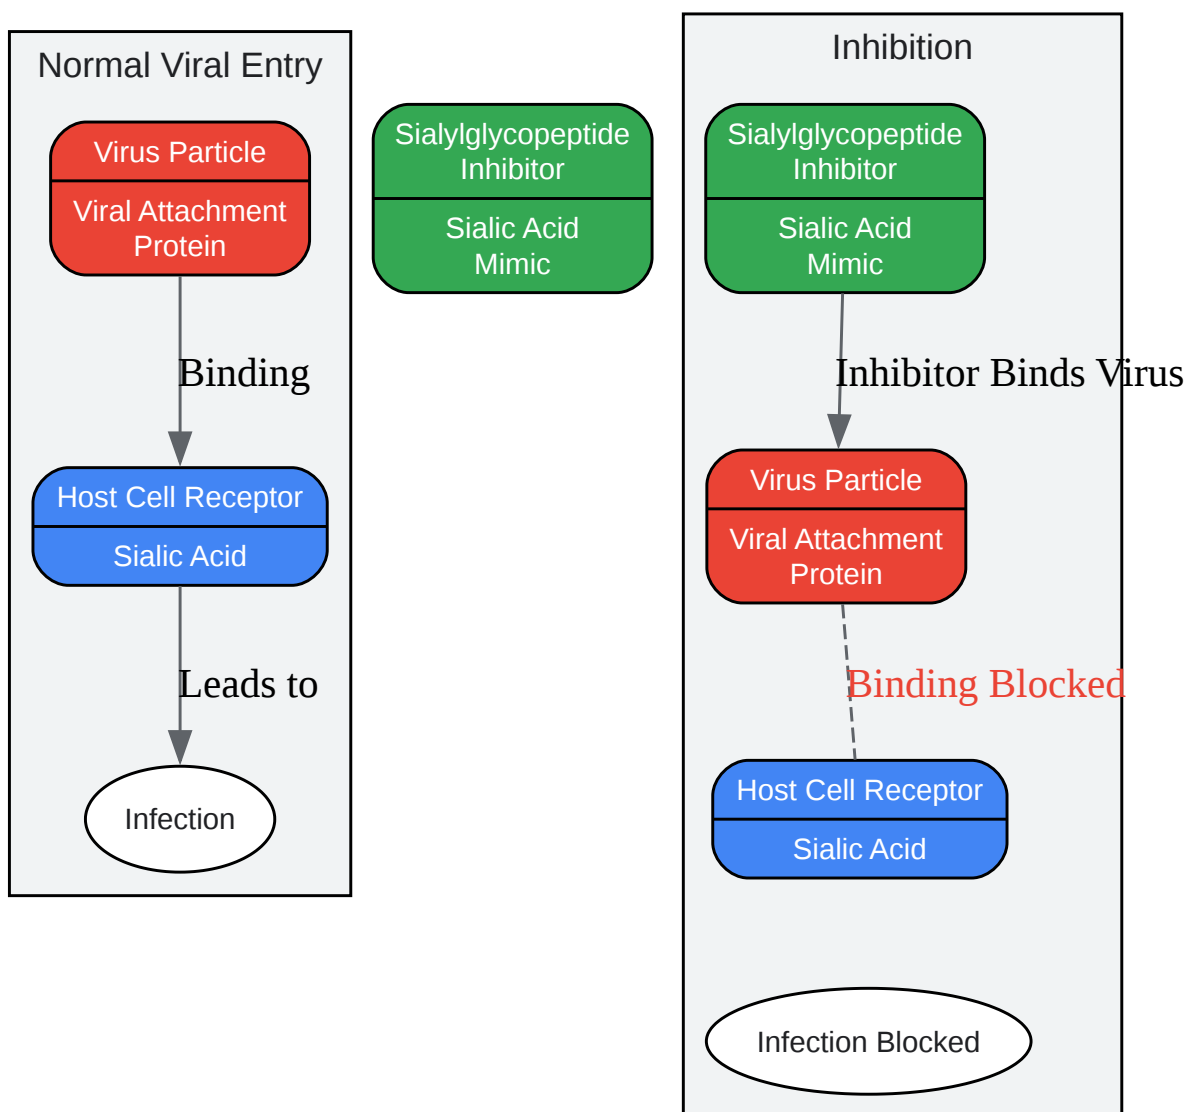 Normal Viral Entry
Virus Particle
Viral Attachment
Protein
Binding
Host Cell Receptor
Sialic Acid
Leads to
Infection
Sialylglycopeptide
Inhibitor
Sialic Acid
Mimic
Inhibition
Sialylglycopeptide
Inhibitor
Sialic Acid
Mimic
Inhibitor Binds Virus
Virus Particle
Viral Attachment
Protein
Binding Blocked
Host Cell Receptor
Sialic Acid
Infection Blocked